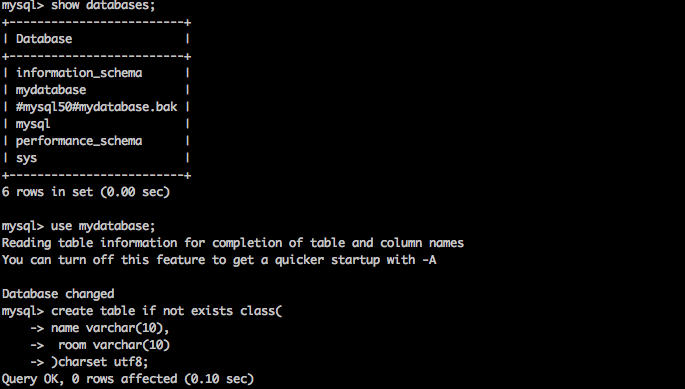 mysql> show databases;
+-------------------------+
| Database                |
+-------------------------+
| information_schema      |
| mydatabase              |
| #mysql50#mydatabase.bak |
| mysql                   |
| performance_schema      |
| sys                     |
+-------------------------+
6 rows in set (0.00 sec)

mysql> use mydatabase;
Reading table information for completion of table and column names
You can turn off this feature to get a quicker startup with -A

Database changed
mysql> create table if not exists class(
    -> name varchar(10),
    ->  room varchar(10)
    -> )charset utf8;
Query OK, 0 rows affected (0.10 sec)